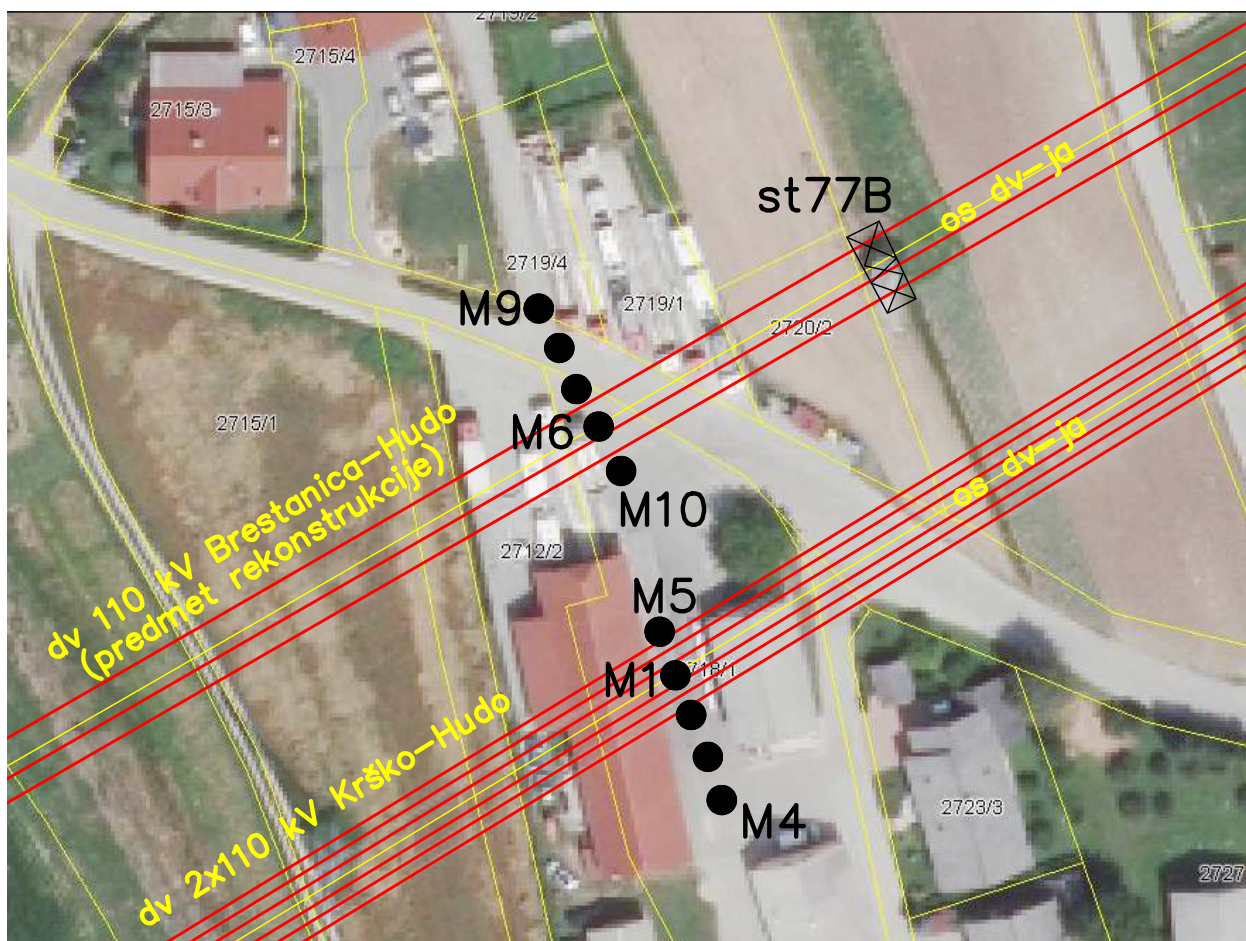 2719/2
2715/4
2715/3
st77B
os dv-ja
2719/4
2719/1
M9
2720/2
2715/1
M6
dv 110 kV Brestanica-Hudo
(predmet rekonstrukcije)
os dv-ja
M10
2712/2
M5
M1
2718/1
dv 2x110 kV Krško-Hudo
M4
2723/3
2727